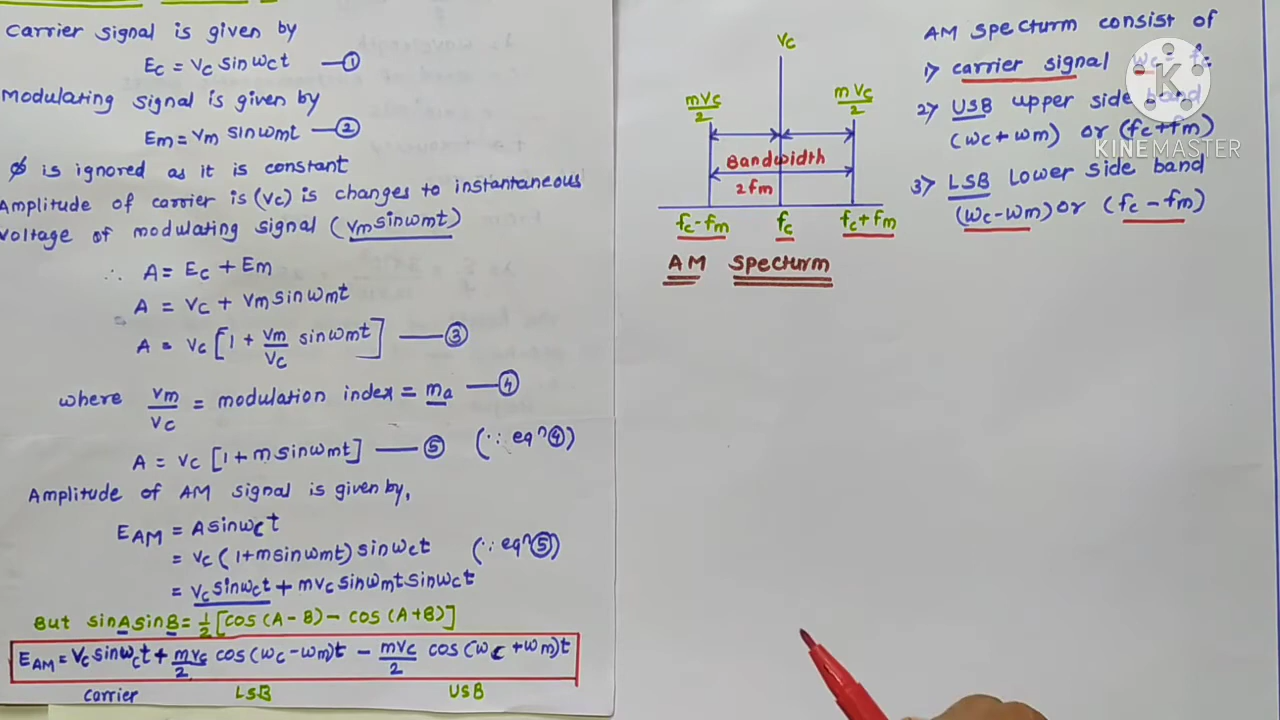 Carrier signal is given by
Ec = Vc sinωct —①
Modulating signal is given by
Em = Vm sinωmt —②
φ is ignored as it is constant
Amplitude of carrier is (Vc) is changes to instantaneous
voltage of modulating signal (Vm sinωmt)
∴ A = Ec + Em
A = Vc + Vm sinωmt
A = Vc [1 + Vm/Vc sinωmt] —③
where Vm/Vc = modulation index = ma —④
A = Vc [1 + m sinωmt] —⑤ (∵ eqⁿ④)
Amplitude of AM signal is given by,
EAM = A sinωct
= Vc (1+m sinωmt) sinωct (∵ eqⁿ⑤)
= Vc sinωct + mVc sinωmt sinωct
But sinA sinB = 1/2 [cos(A-B) - cos(A+B)]
EAM = Vc sinωct + mVc/2 cos(ωc-ωm)t - mVc/2 cos(ωc+ωm)t
carrier LSB USB
Vc
mVc/2 mVc/2
Bandwidth
2fm
fc-fm fc fc+fm
AM Specturm
AM Specturm consist of
1) carrier signal ωc = fc
2) USB upper side band
(ωc+ωm) or (fc+fm)
3) LSB Lower side band
(ωc-ωm) or (fc-fm)
K
KINEMASTER